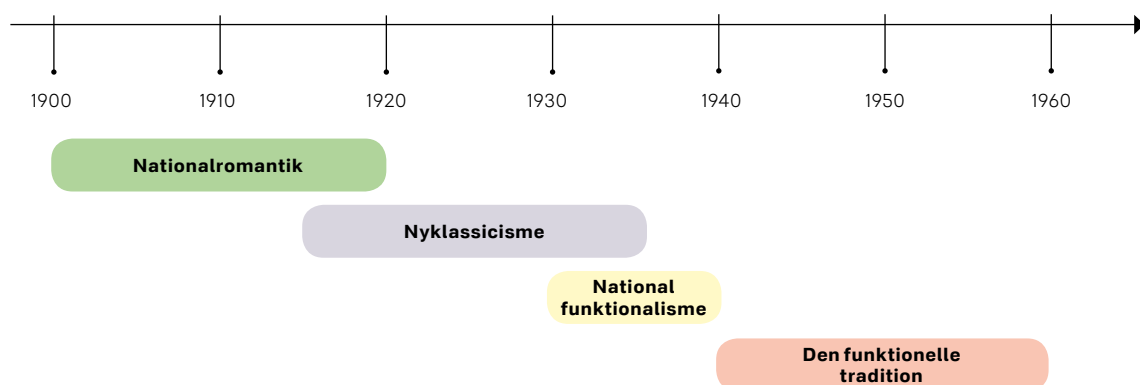 1900 1910 1920 1930 1940 1950 1960
Nationalromantik
Nyklassicisme
National
funktionalisme
Den funktionelle
tradition